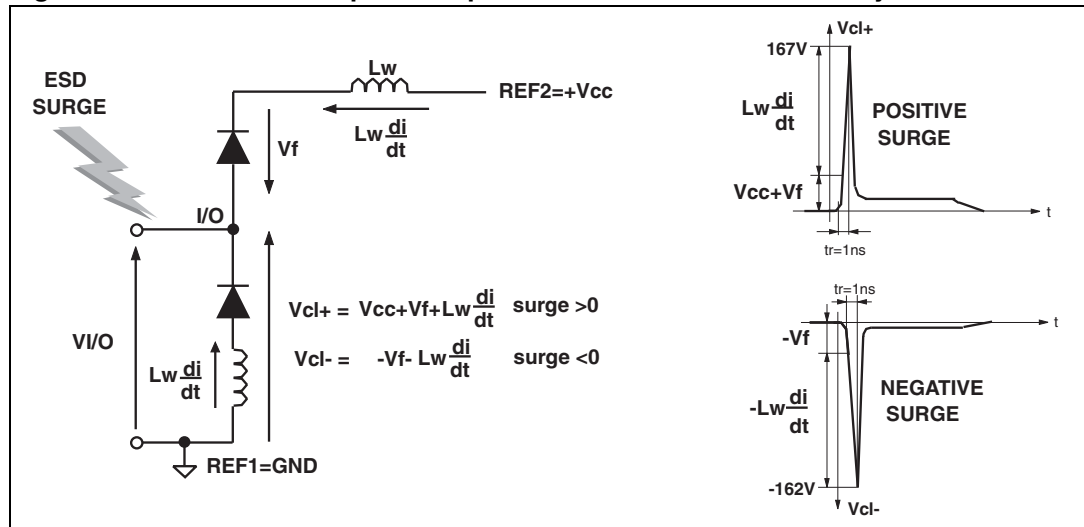 ESD
SURGE
Lw
REF2=+Vcc
Lw di/dt
Vf
I/O
VI/O
Lw di/dt
Vcl+ = Vcc+Vf+Lw di/dt surge >0
Vcl- = -Vf- Lw di/dt surge <0
REF1=GND
Vcl+
167V
Lw di/dt
POSITIVE
SURGE
Vcc+Vf
t
tr=1ns
tr=1ns
t
-Vf
-Lw di/dt
NEGATIVE
SURGE
-162V
Vcl-